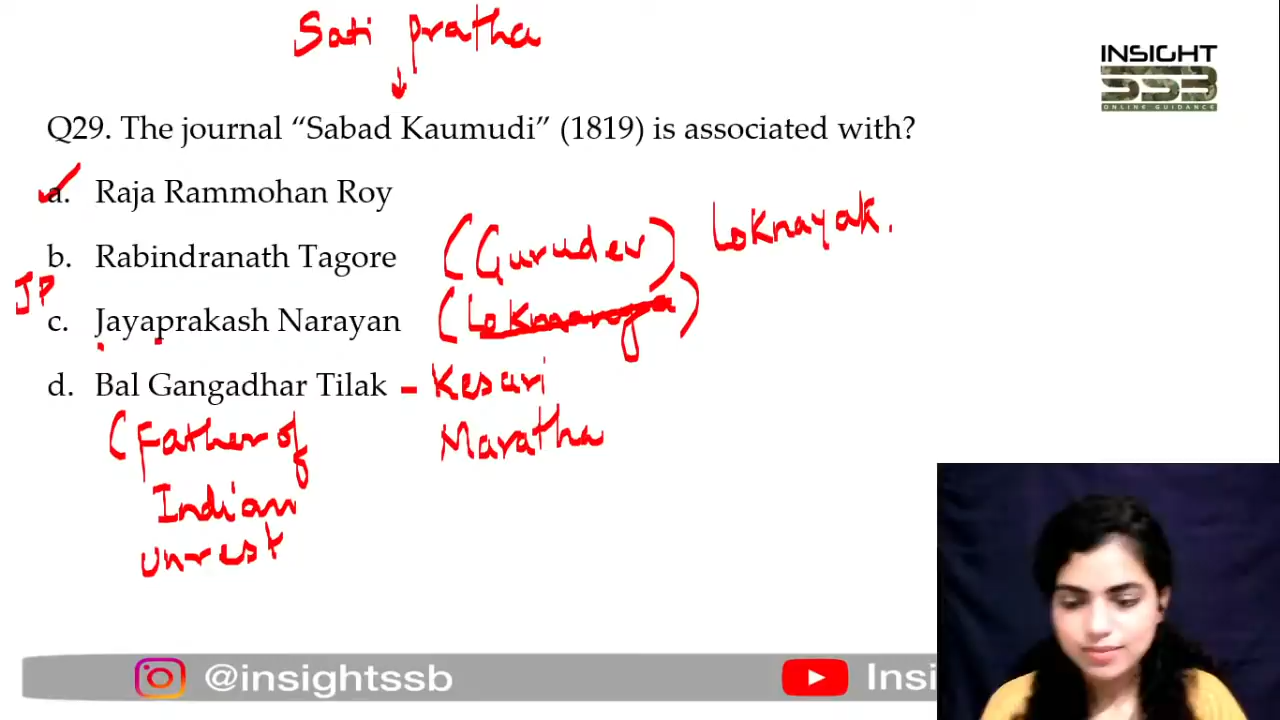 Sati pratha
INSIGHT
SSB
ONLINE GUIDANCE
Q29. The journal “Sabad Kaumudi” (1819) is associated with?
a. Raja Rammohan Roy
b. Rabindranath Tagore (Gurudev) Loknayak.
JP
c. Jayaprakash Narayan (Lokmanya)
d. Bal Gangadhar Tilak - Kesari
(Father of Maratha
Indian
unrest
@insightssb Insi